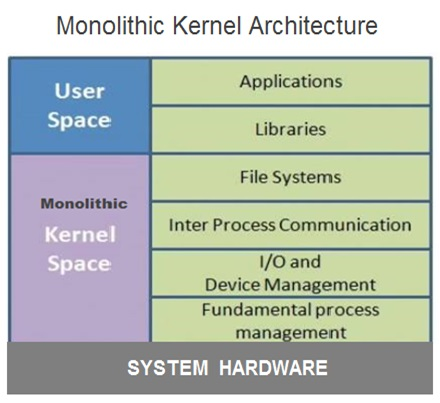 Monolithic Kernel Architecture
User
Space
Applications
Libraries
Monolithic
Kernel
Space
File Systems
Inter Process Communication
I/O and
Device Management
Fundamental process
management
SYSTEM HARDWARE